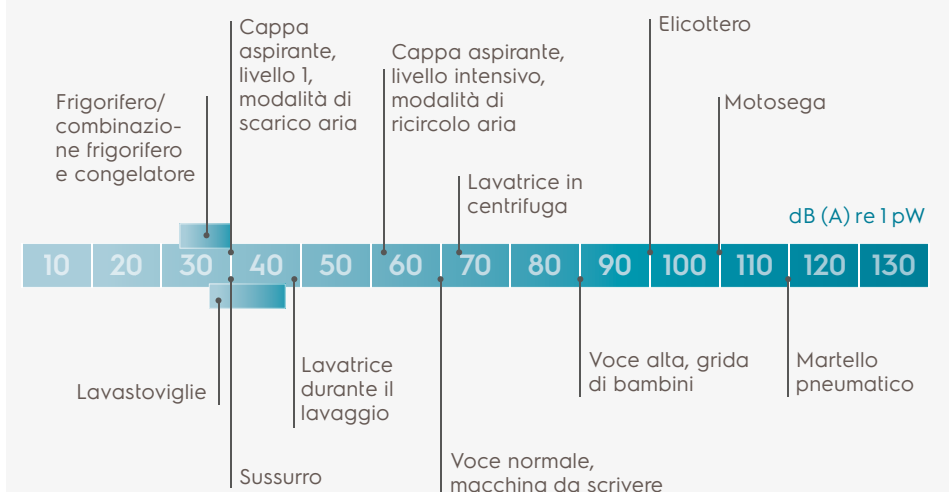 Cappa
aspirante,
livello 1,
modalità di
scarico aria
Cappa aspirante,
livello intensivo,
modalità di
ricircolo aria
Elicottero
Frigorifero/
combinazio-
ne frigorifero
e congelatore
Motosega
Lavatrice in
centrifuga
dB (A) re 1 pW
10 20 30 40 50 60 70 80 90 100 110 120 130
Lavastoviglie
Lavatrice
durante il
lavaggio
Voce alta, grida
di bambini
Martello
pneumatico
Sussurro
Voce normale,
macchina da scrivere